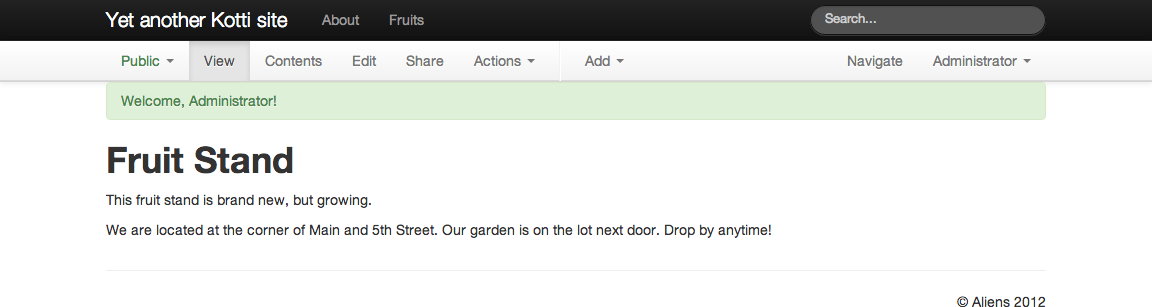 Yet another Kotti site About Fruits Search...
Public View Contents Edit Share Actions Add Navigate Administrator
Welcome, Administrator!
Fruit Stand
This fruit stand is brand new, but growing.
We are located at the corner of Main and 5th Street. Our garden is on the lot next door. Drop by anytime!
© Aliens 2012